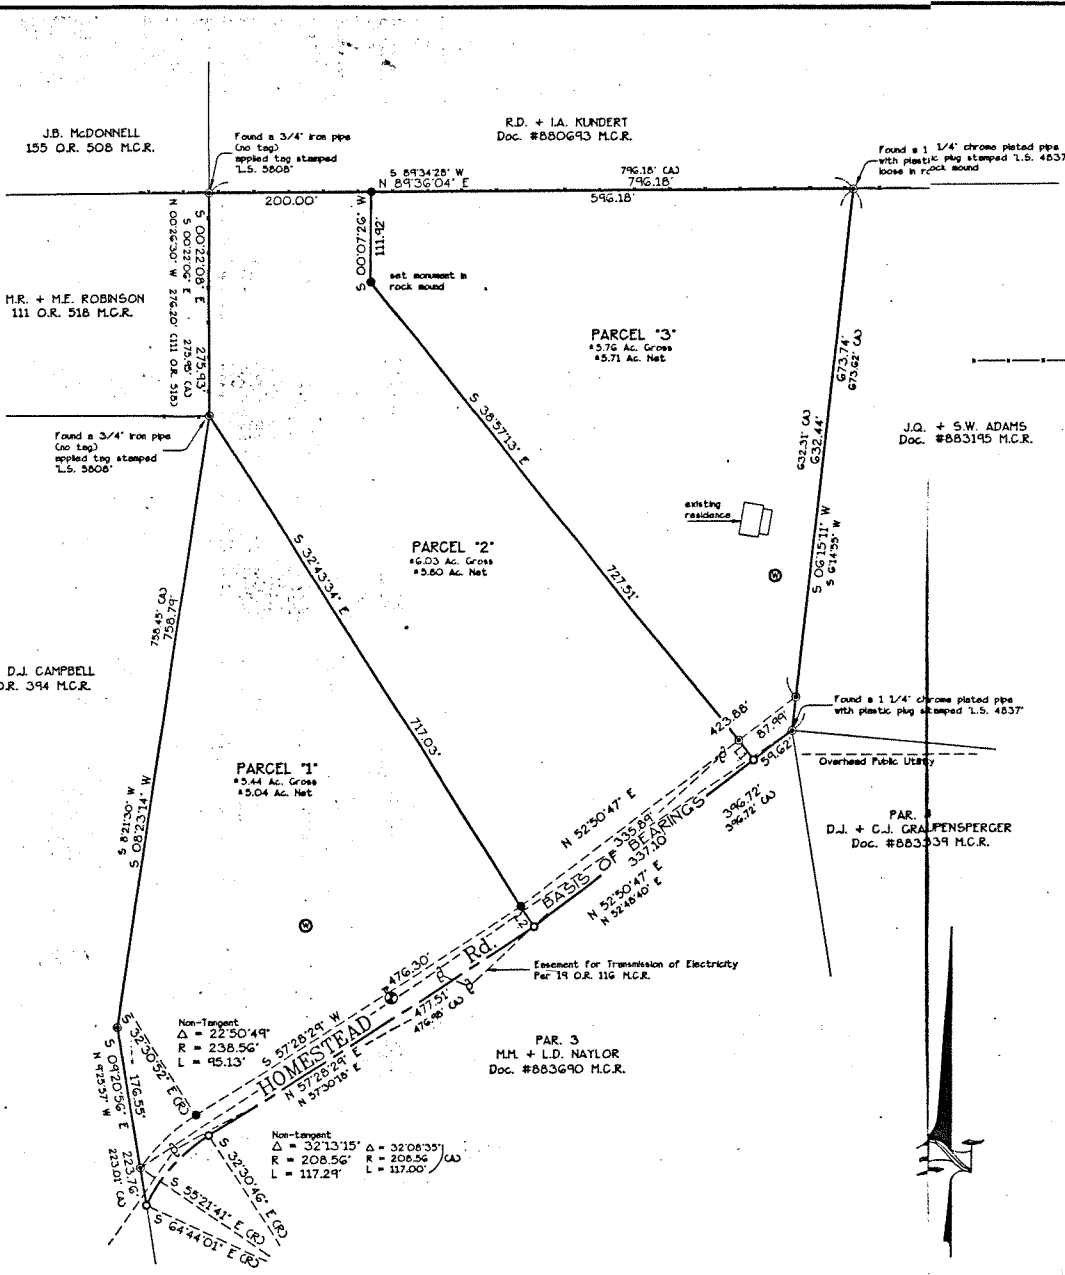 J.B. McDONNELL
155 O.R. 508 M.C.R.
Found a 3/4" iron pipe
(no tag)
applied tag stamped
"L.S. 5808"
R.D. + I.A. KUNDERT
Doc. #880693 M.C.R.
Found a 1 1/4" chrome plated pipe
with plastic plug stamped "L.S. 4837"
loose in rock mound
S 89°34'28" W
796.18' (A)
N 89°36'04" E
796.18'
200.00'
596.18'
S 00°07'26" W
111.92'
set monument in
rock mound
S 00°22'08" E 275.93'
S 00°22'06" E 275.95' (A)
N 00°26'30" W 276.20' (111 O.R. 518)
M.R. + M.E. ROBINSON
111 O.R. 518 M.C.R.
PARCEL "3"
±5.76 Ac. Gross
±5.71 Ac. Net
673.74'
673.62' (A)
632.31' (A)
632.44'
S 06°15'11" W
S 6°14'55" W
J.Q. + S.W. ADAMS
Doc. #883195 M.C.R.
Found a 3/4" iron pipe
(no tag)
applied tag stamped
"L.S. 5808"
S 38°57'13" E
727.51'
existing
residence
W
PARCEL "2"
±6.03 Ac. Gross
±5.80 Ac. Net
S 32°43'34" E
717.03'
758.45' (A)
758.79'
D.J. CAMPBELL
O.R. 394 M.C.R.
S 8°21'30" W
S 08°23'14" W
PARCEL "1"
±5.44 Ac. Gross
±5.04 Ac. Net
W
Found a 1 1/4" chrome plated pipe
with plastic plug stamped "L.S. 4837"
423.88'
87.99'
L1
59.62'
Overhead Public Utility
PAR.
D.J. + C.J. GRAUPENSPERGER
Doc. #883339 M.C.R.
N 52°50'47" E
335.89'
BASIS OF BEARINGS
396.72'
396.72' (A)
337.10'
N 52°50'47" E
N 52°48'40" E
L2
Easement for Transmission of Electricity
Per 19 O.R. 116 M.C.R.
476.30'
S 57°28'29" W
HOMESTEAD Rd.
477.51'
476.98' (A)
N 57°28'29" E
N 57°30'18" E
PAR. 3
M.M. + L.D. NAYLOR
Doc. #883690 M.C.R.
Non-Tangent
Δ = 22°50'49"
R = 238.56'
L = 95.13'
S 32°30'52" E (R)
176.55'
S 09°20'56" E 223.76'
N 9°25'57" W 223.01' (A)
Non-tangent
Δ = 32°13'15" Δ = 32°08'35"
R = 208.56' R = 208.56
L = 117.29' L = 117.00'
(A)
S 32°30'46" E (R)
S 55°21'41" E (R)
S 64°44'01" E (R)